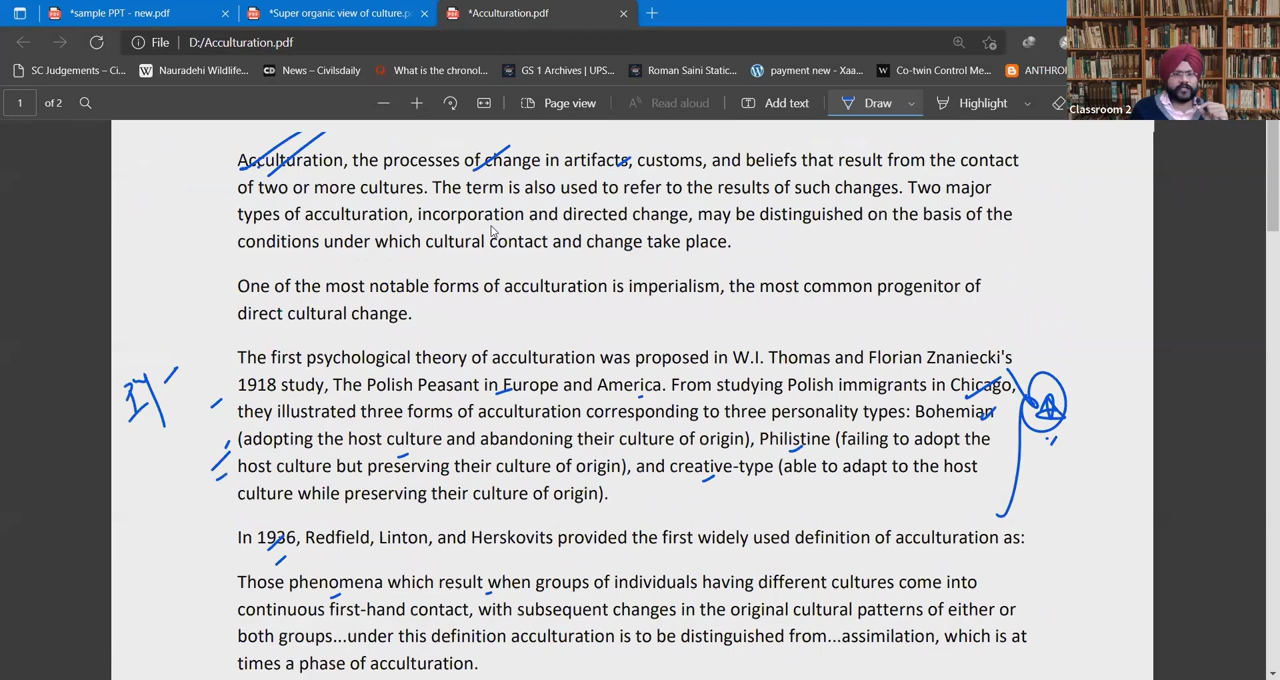 *sample PPT - new.pdf
*Super organic view of culture.p
*Acculturation.pdf
File D:/Acculturation.pdf
SC Judgements – Ci...
Nauradehi Wildlife...
News – Civilsdaily
What is the chronol...
GS 1 Archives | UPS...
Roman Saini Static...
payment new - Xaa...
Co-twin Control Me...
ANTHRO
Classroom 2
1 of 2
Page view
Read aloud
Add text
Draw
Highlight
Acculturation, the processes of change in artifacts, customs, and beliefs that result from the contact
of two or more cultures. The term is also used to refer to the results of such changes. Two major
types of acculturation, incorporation and directed change, may be distinguished on the basis of the
conditions under which cultural contact and change take place.
One of the most notable forms of acculturation is imperialism, the most common progenitor of
direct cultural change.
The first psychological theory of acculturation was proposed in W.I. Thomas and Florian Znaniecki's
1918 study, The Polish Peasant in Europe and America. From studying Polish immigrants in Chicago,
they illustrated three forms of acculturation corresponding to three personality types: Bohemian
(adopting the host culture and abandoning their culture of origin), Philistine (failing to adopt the
host culture but preserving their culture of origin), and creative-type (able to adapt to the host
culture while preserving their culture of origin).
In 1936, Redfield, Linton, and Herskovits provided the first widely used definition of acculturation as:
Those phenomena which result when groups of individuals having different cultures come into
continuous first-hand contact, with subsequent changes in the original cultural patterns of either or
both groups...under this definition acculturation is to be distinguished from...assimilation, which is at
times a phase of acculturation.